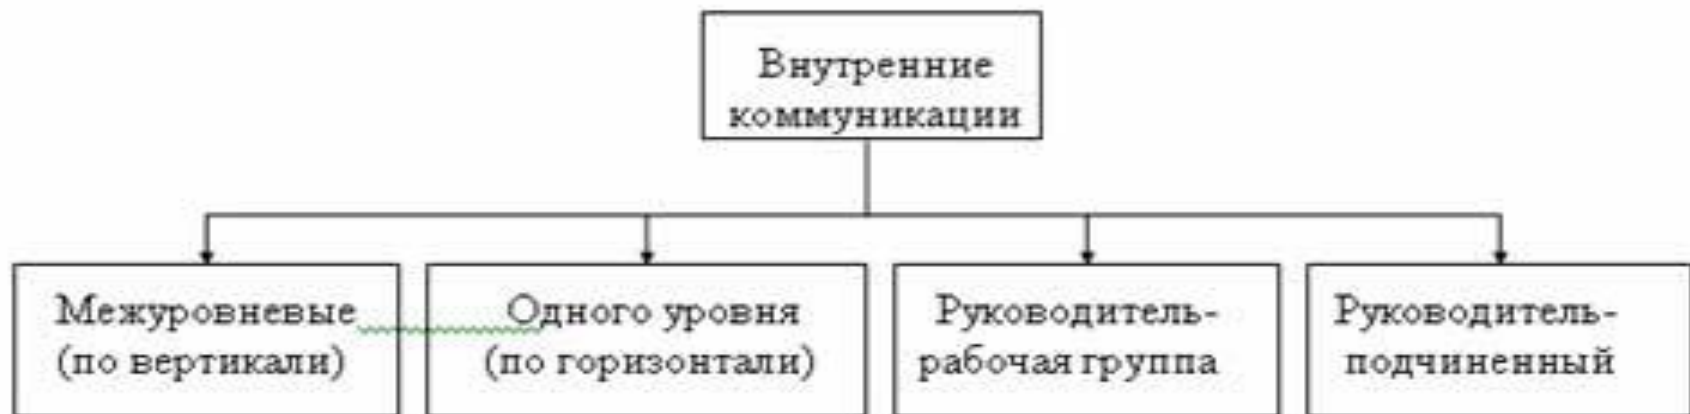 Внутренние
коммуникации
Межуровневые
(по вертикали)
Одного уровня
(по горизонтали)
Руководитель-
рабочая группа
Руководитель-
подчиненный